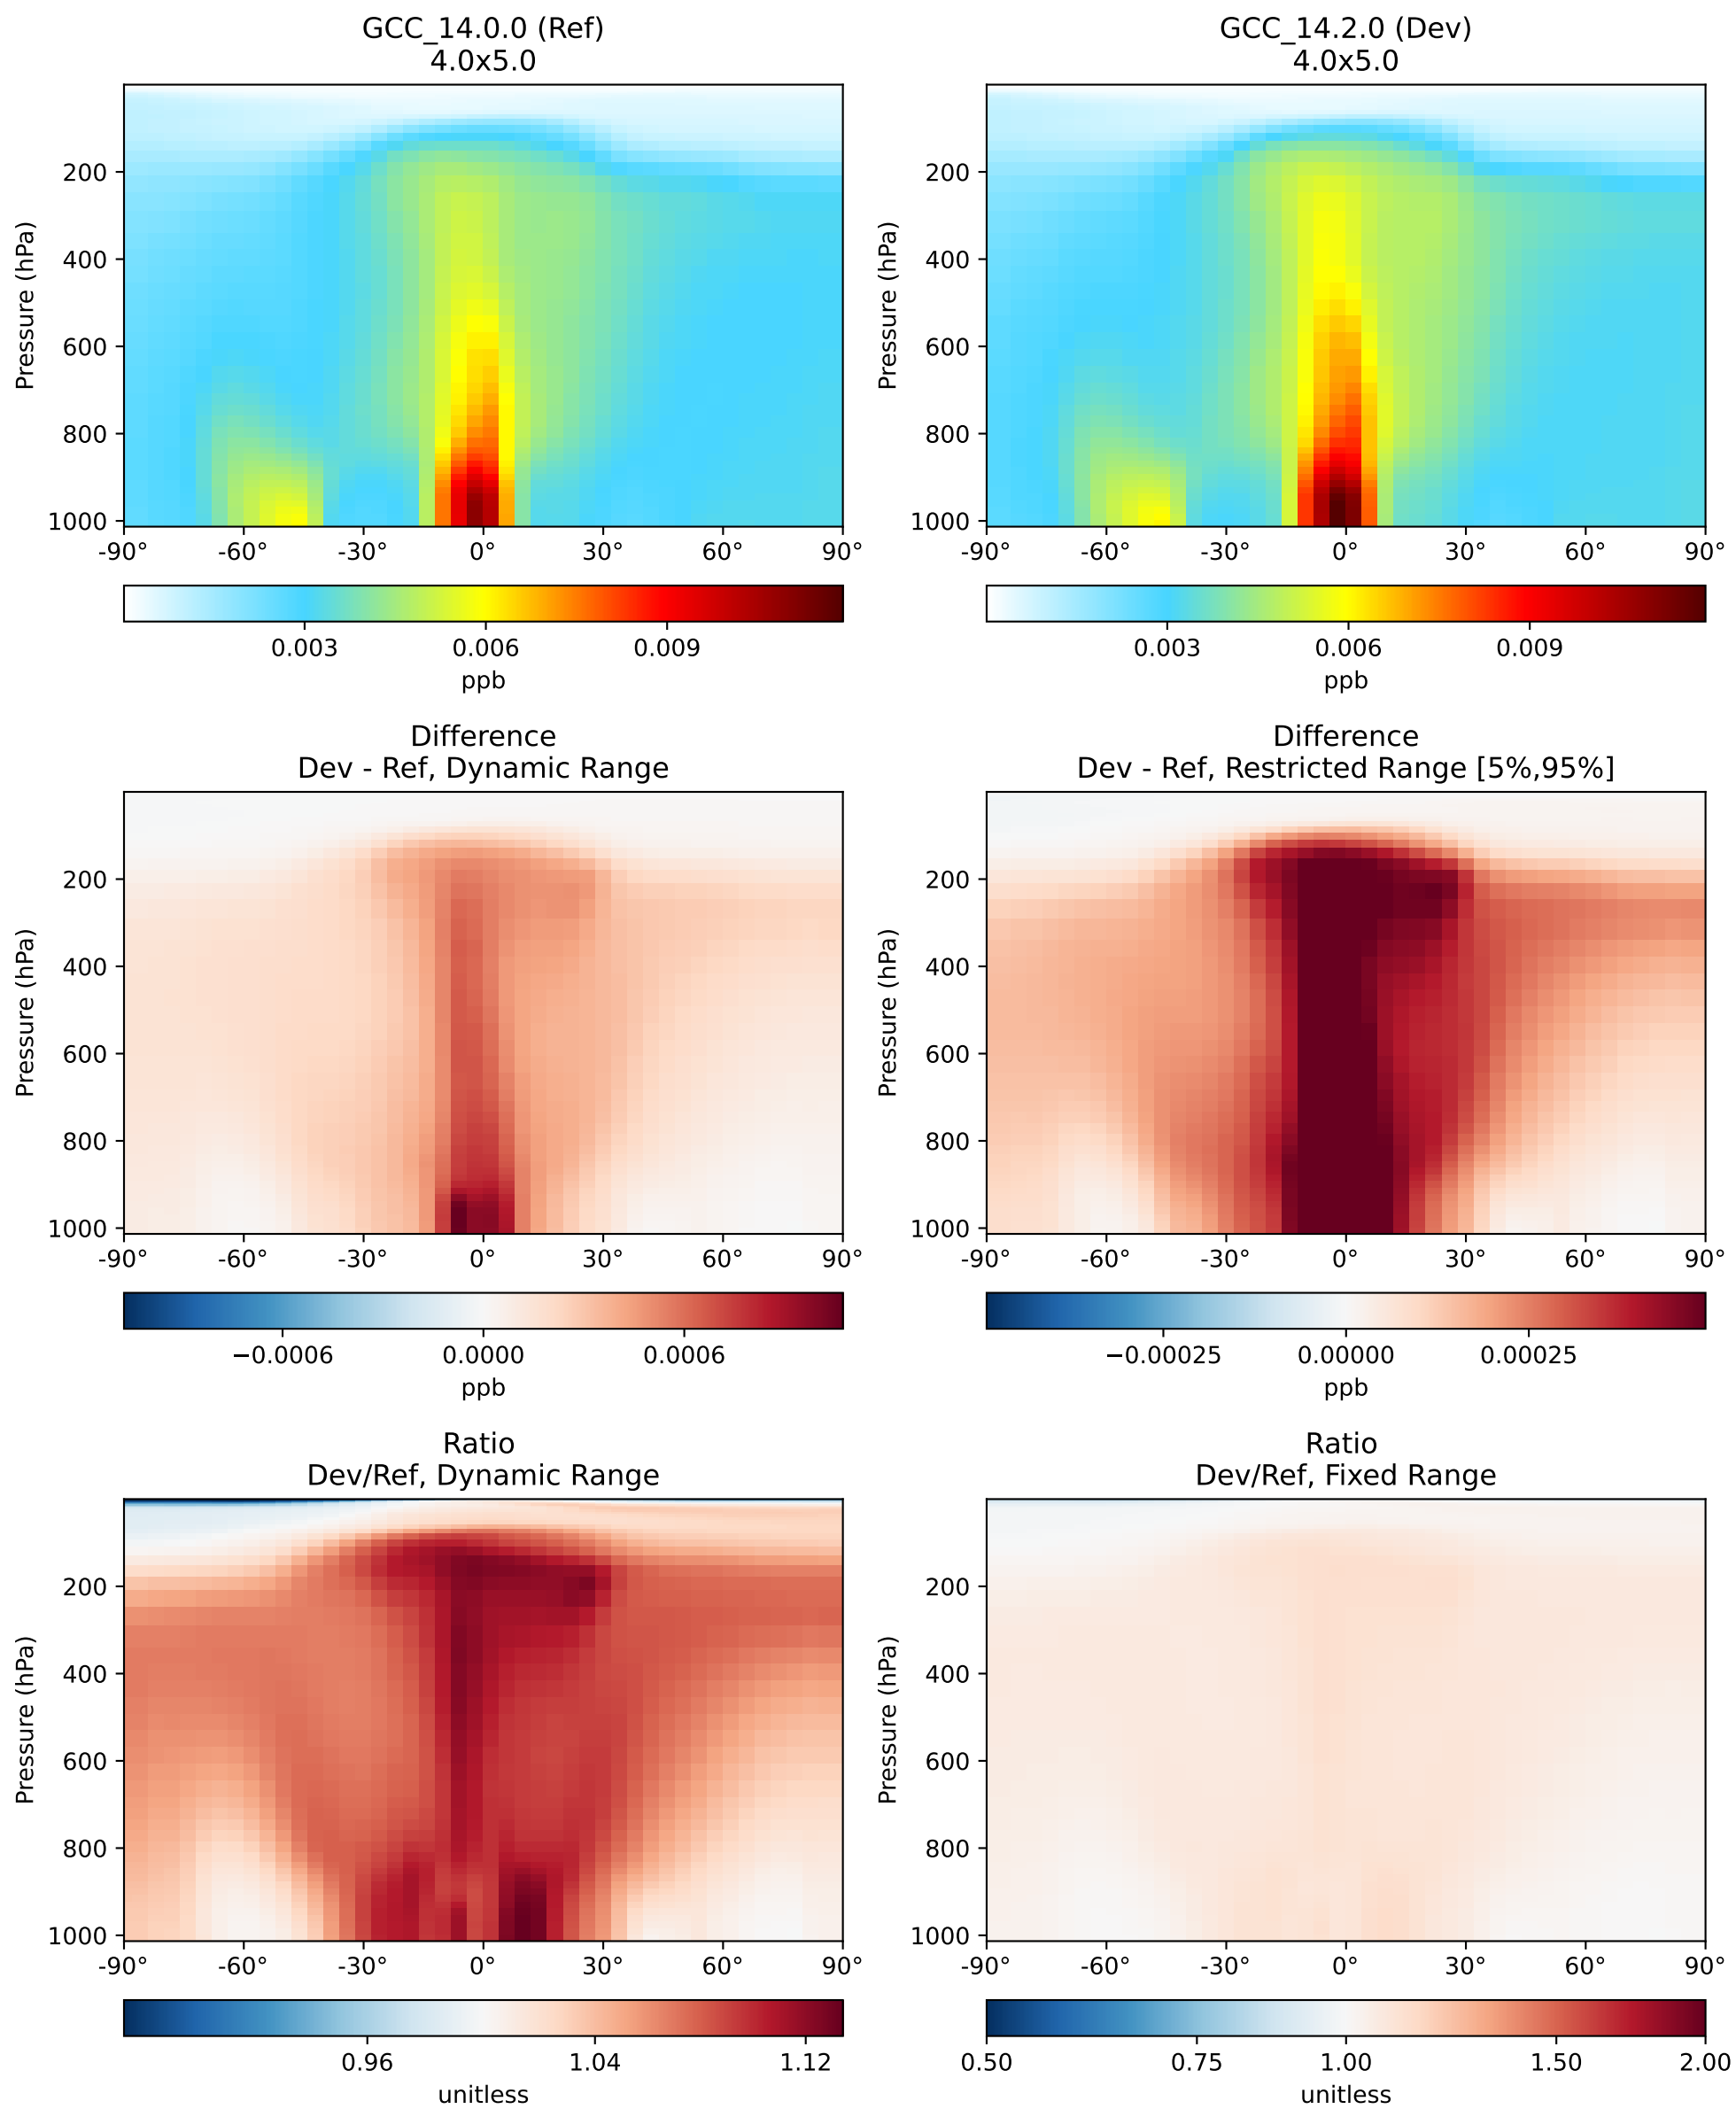 GCC_14.0.0 (Ref)
4.0x5.0
Pressure (hPa)
200
400
600
800
1000
-90° -60° -30° 0° 30° 60° 90°
0.003 0.006 0.009
ppb
GCC_14.2.0 (Dev)
4.0x5.0
Pressure (hPa)
200
400
600
800
1000
-90° -60° -30° 0° 30° 60° 90°
0.003 0.006 0.009
ppb
Difference
Dev - Ref, Dynamic Range
Pressure (hPa)
200
400
600
800
1000
-90° -60° -30° 0° 30° 60° 90°
−0.0006 0.0000 0.0006
ppb
Difference
Dev - Ref, Restricted Range [5%,95%]
Pressure (hPa)
200
400
600
800
1000
-90° -60° -30° 0° 30° 60° 90°
−0.00025 0.00000 0.00025
ppb
Ratio
Dev/Ref, Dynamic Range
Pressure (hPa)
200
400
600
800
1000
-90° -60° -30° 0° 30° 60° 90°
0.96 1.04 1.12
unitless
Ratio
Dev/Ref, Fixed Range
Pressure (hPa)
200
400
600
800
1000
-90° -60° -30° 0° 30° 60° 90°
0.50 0.75 1.00 1.50 2.00
unitless